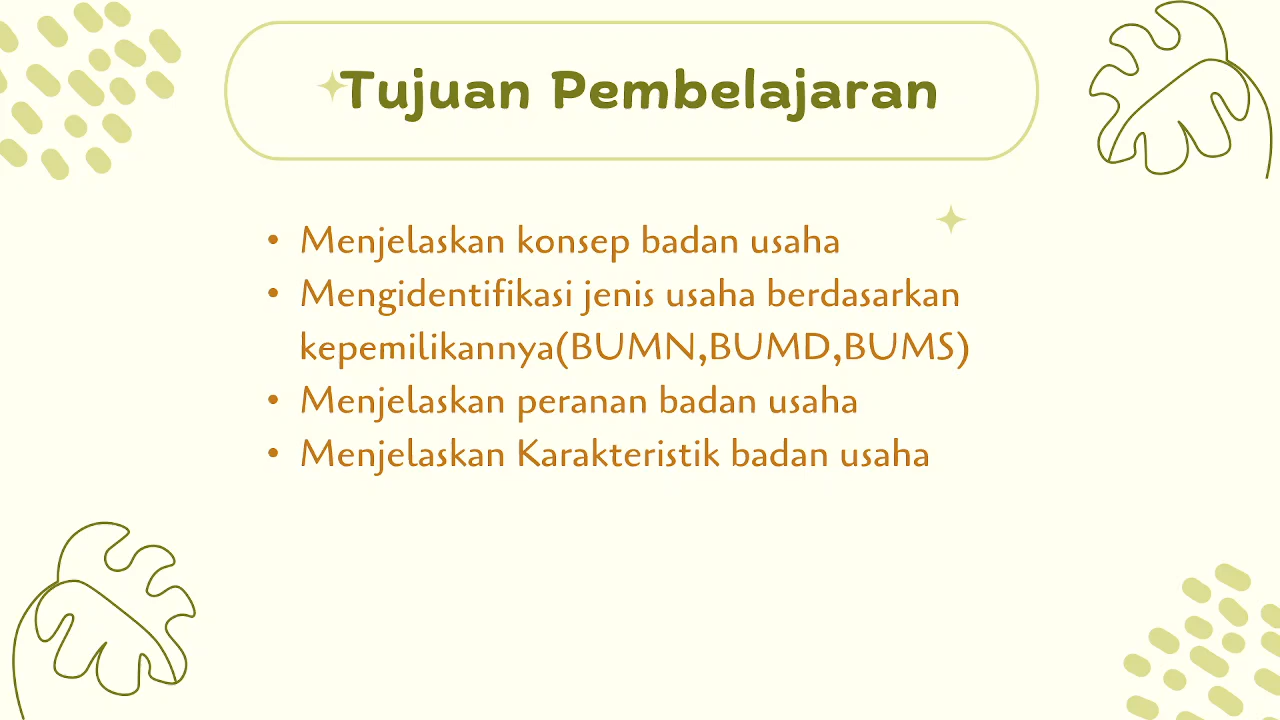 Tujuan Pembelajaran
• Menjelaskan konsep badan usaha
• Mengidentifikasi jenis usaha berdasarkan
kepemilikannya(BUMN,BUMD,BUMS)
• Menjelaskan peranan badan usaha
• Menjelaskan Karakteristik badan usaha